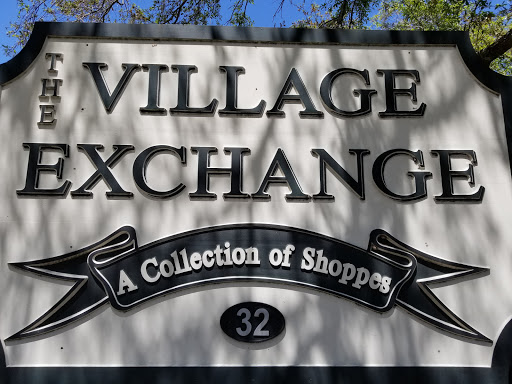 THE VILLAGE
EXCHANGE
A Collection of Shoppes
32